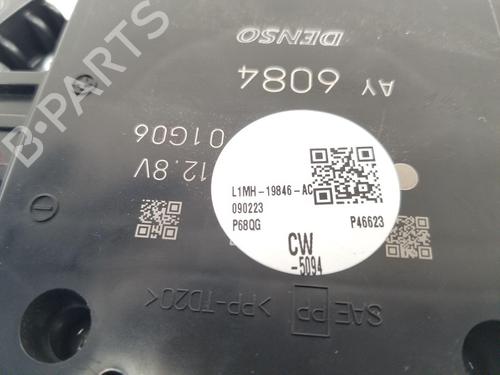 B-PARTS
DENSO
AY 6084
01G06
12.8V
L1MH-19846-AC
090223
P68QG
P46623
CW
-5094
SAE PP >PP-TD20<